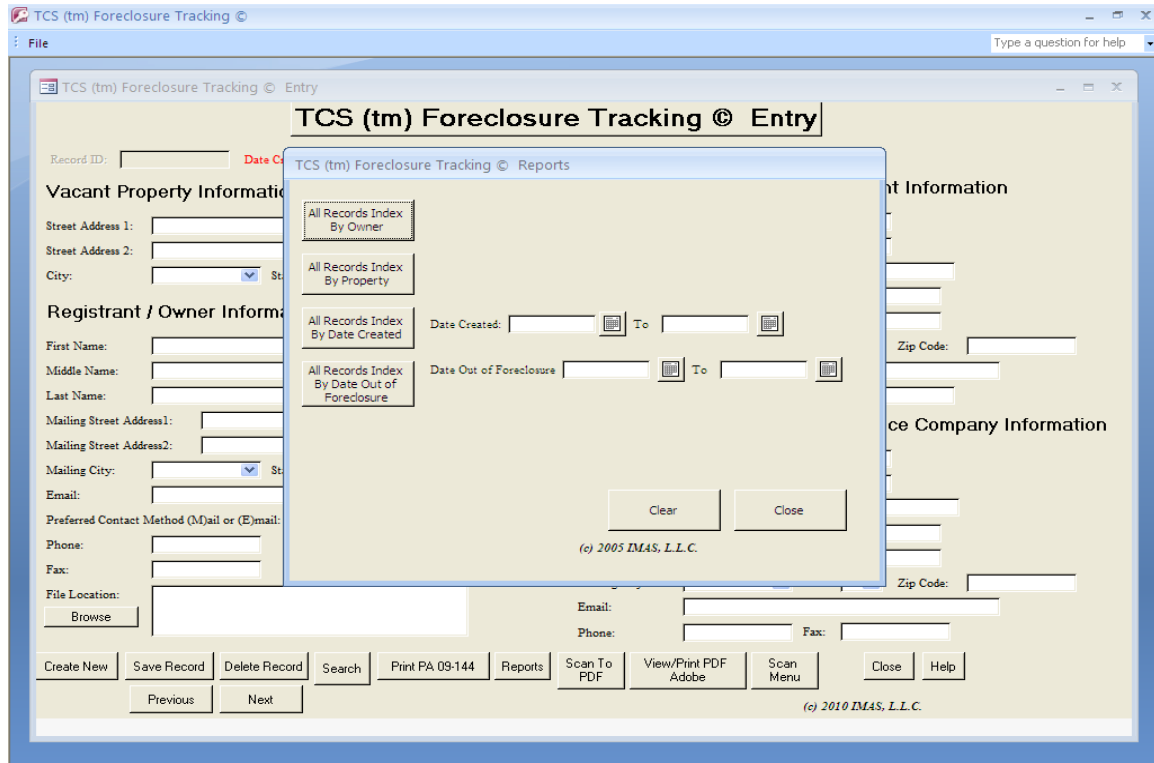 TCS (tm) Foreclosure Tracking ©
File
Type a question for help
TCS (tm) Foreclosure Tracking © Entry
TCS (tm) Foreclosure Tracking © Entry
Record ID:
Date C
TCS (tm) Foreclosure Tracking © Reports
Vacant Property Informati
nt Information
All Records Index
By Owner
Street Address 1:
Street Address 2:
All Records Index
By Property
City:
St
Registrant / Owner Inform
All Records Index
By Date Created
Date Created:
To
First Name:
Zip Code:
Middle Name:
All Records Index
By Date Out of
Foreclosure
Date Out of Foreclosure
To
Last Name:
Mailing Street Address1:
ce Company Information
Mailing Street Address2:
Mailing City:
St
Email:
Clear
Close
Preferred Contact Method (M)ail or (E)mail:
Phone:
(c) 2005 IMAS, L.L.C.
Fax:
Zip Code:
File Location:
Browse
Email:
Phone:
Fax:
Create New
Save Record
Delete Record
Search
Print PA 09-144
Reports
Scan To
PDF
View/Print PDF
Adobe
Scan
Menu
Close
Help
Previous
Next
(c) 2010 IMAS, L.L.C.